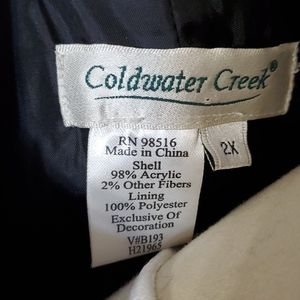 Coldwater Creek®
2X
RN 98516
Made in China
Shell
98% Acrylic
2% Other Fibers
Lining
100% Polyester
Exclusive Of
Decoration
V#B193
H21965